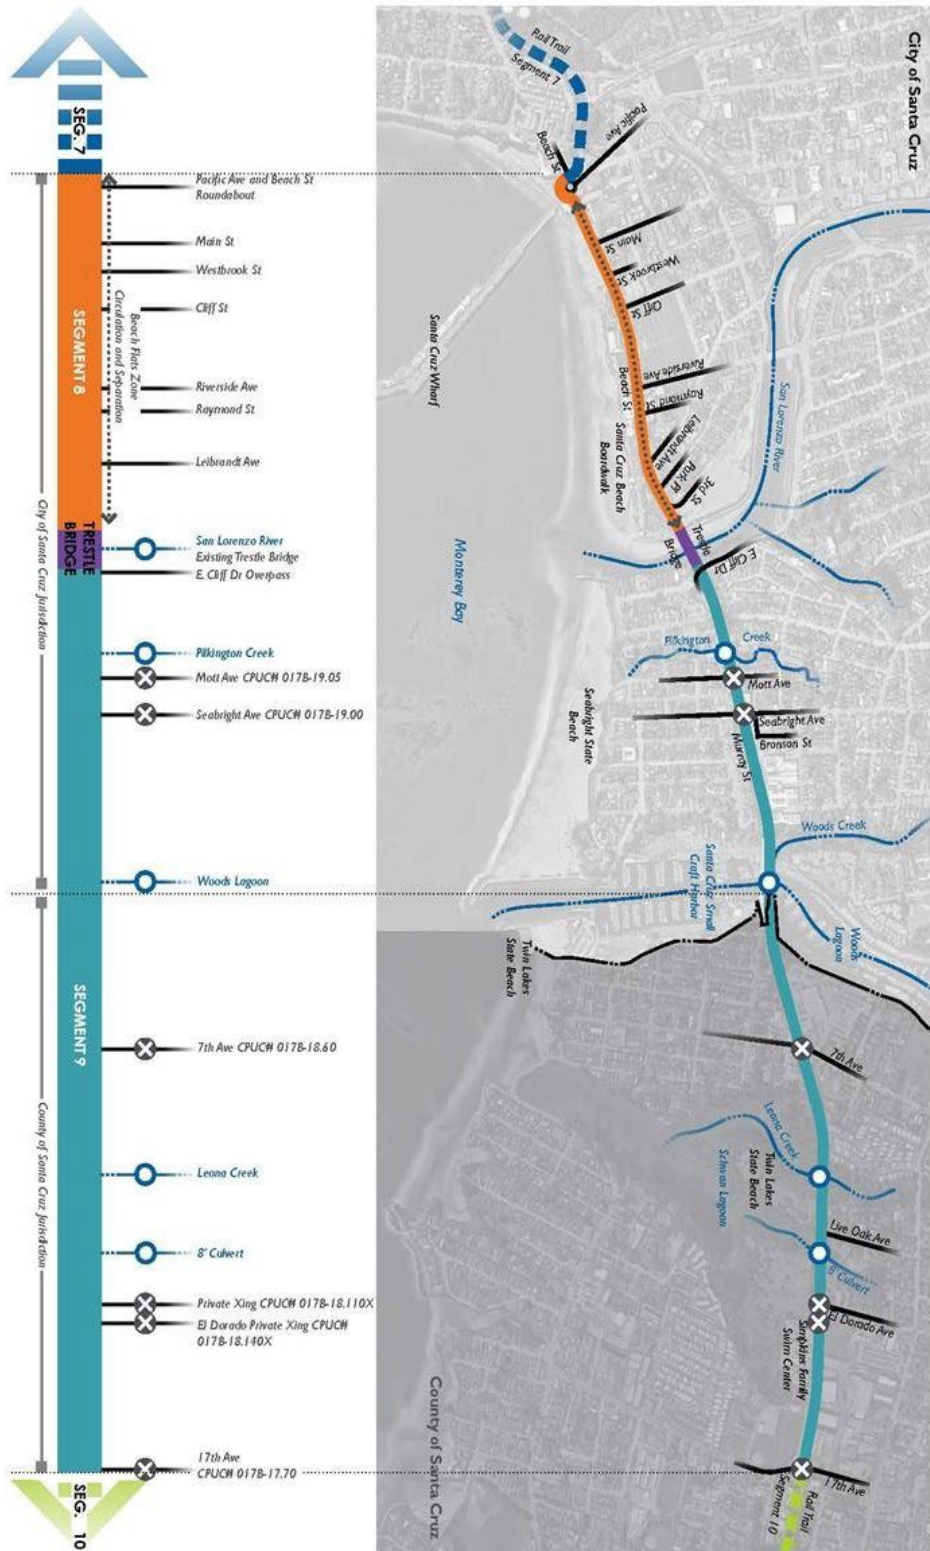 SEG. 7
Pacific Ave and Beach St
Roundabout
Main St
Westbrook St
Cliff St
Riverside Ave
Raymond St
Leibrandt Ave
Beach Flats Zone
Circulation and Separation
SEGMENT 8
TRESTLE
BRIDGE
San Lorenzo River
Existing Trestle Bridge
E. Cliff Dr Overpass
Pilkington Creek
Mott Ave CPUC# 017B-19.05
Seabright Ave CPUC# 017B-19.00
Woods Lagoon
City of Santa Cruz Jurisdiction
SEGMENT 9
7th Ave CPUC# 017B-18.60
Leona Creek
8' Culvert
Private Xing CPUC# 017B-18.110X
El Dorado Private Xing CPUC#
017B-18.140X
17th Ave
CPUC# 017B-17.70
County of Santa Cruz Jurisdiction
SEG. 10
City of Santa Cruz
Rail Trail
Segment 7
Pacific Ave
Beach St
Main St
Westbrook St
Cliff St
Riverside Ave
Beach St
Raymond St
Leibrandt Ave
Park Pl
3rd St
Santa Cruz Wharf
Santa Cruz Beach
Boardwalk
San Lorenzo River
Trestle
Bridge
E. Cliff Dr
Monterey Bay
Pilkington Creek
Mott Ave
Seabright Ave
Bronson St
Murray St
Seabright State
Beach
Woods Creek
Santa Cruz Small
Craft Harbor
Woods
Lagoon
Twin Lakes
State Beach
7th Ave
Leona Creek
Twin Lakes
State Beach
Schwan Lagoon
Live Oak Ave
8' Culvert
El Dorado Ave
Simpkins Family
Swim Center
County of Santa Cruz
17th Ave
Rail Trail
Segment 10